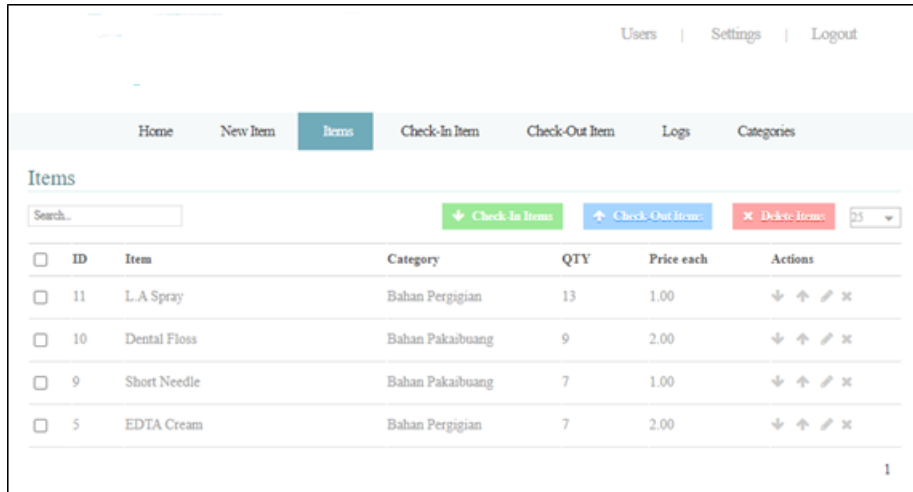 Users | Settings | Logout
Home New Item Items Check-In Item Check-Out Item Logs Categories
Items
Search... Check-In Items Check-Out Items Delete Items 25
ID Item Category QTY Price each Actions
11 L.A Spray Bahan Pergigian 13 1.00
10 Dental Floss Bahan Pakaibuang 9 2.00
9 Short Needle Bahan Pakaibuang 7 1.00
5 EDTA Cream Bahan Pergigian 7 2.00
1